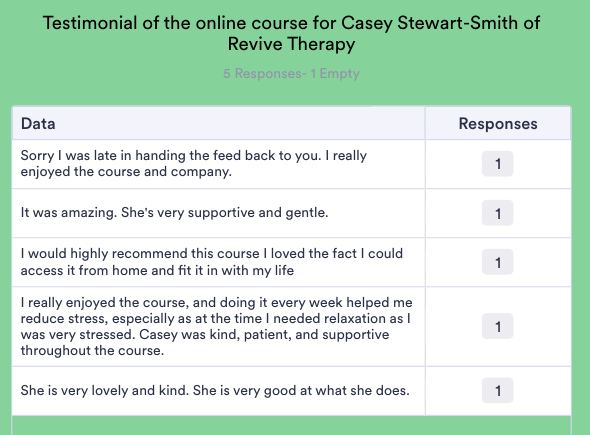 Testimonial of the online course for Casey Stewart-Smith of
Revive Therapy
5 Responses- 1 Empty
Data
Responses
Sorry I was late in handing the feed back to you. I really
enjoyed the course and company.
1
It was amazing. She's very supportive and gentle.
1
I would highly recommend this course I loved the fact I could
access it from home and fit it in with my life
1
I really enjoyed the course, and doing it every week helped me
reduce stress, especially as at the time I needed relaxation as I
was very stressed. Casey was kind, patient, and supportive
throughout the course.
1
She is very lovely and kind. She is very good at what she does.
1